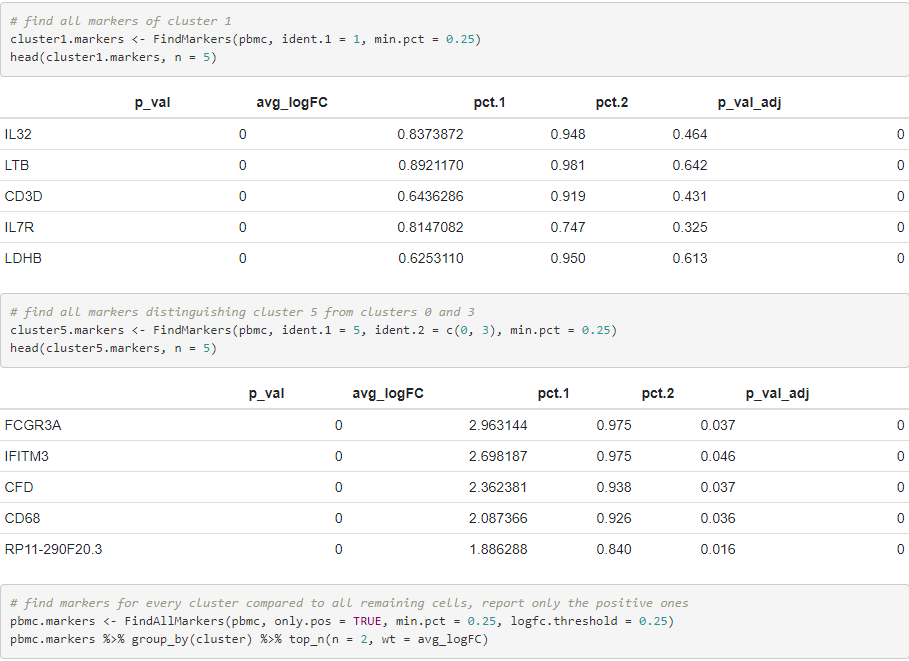 # find all markers of cluster 1
cluster1.markers <- FindMarkers(pbmc, ident.1 = 1, min.pct = 0.25)
head(cluster1.markers, n = 5)
p_val avg_logFC pct.1 pct.2 p_val_adj
IL32 0 0.8373872 0.948 0.464 0
LTB 0 0.8921170 0.981 0.642 0
CD3D 0 0.6436286 0.919 0.431 0
IL7R 0 0.8147082 0.747 0.325 0
LDHB 0 0.6253110 0.950 0.613 0
# find all markers distinguishing cluster 5 from clusters 0 and 3
cluster5.markers <- FindMarkers(pbmc, ident.1 = 5, ident.2 = c(0, 3), min.pct = 0.25)
head(cluster5.markers, n = 5)
p_val avg_logFC pct.1 pct.2 p_val_adj
FCGR3A 0 2.963144 0.975 0.037 0
IFITM3 0 2.698187 0.975 0.046 0
CFD 0 2.362381 0.938 0.037 0
CD68 0 2.087366 0.926 0.036 0
RP11-290F20.3 0 1.886288 0.840 0.016 0
# find markers for every cluster compared to all remaining cells, report only the positive ones
pbmc.markers <- FindAllMarkers(pbmc, only.pos = TRUE, min.pct = 0.25, logfc.threshold = 0.25)
pbmc.markers %>% group_by(cluster) %>% top_n(n = 2, wt = avg_logFC)